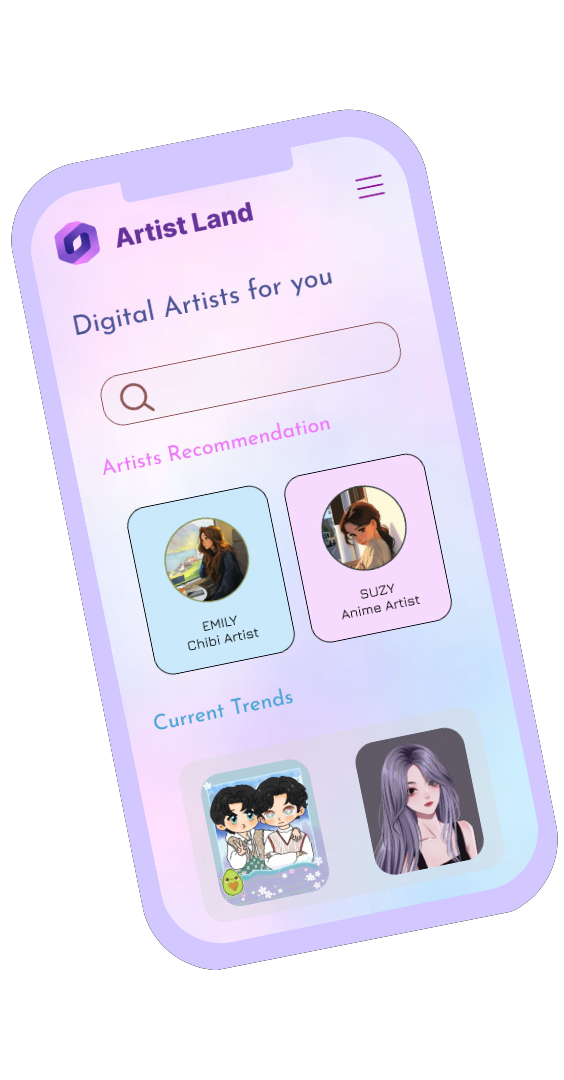 Artist Land
Digital Artists for you
Artists Recommendation
EMILY
Chibi Artist
SUZY
Anime Artist
Current Trends